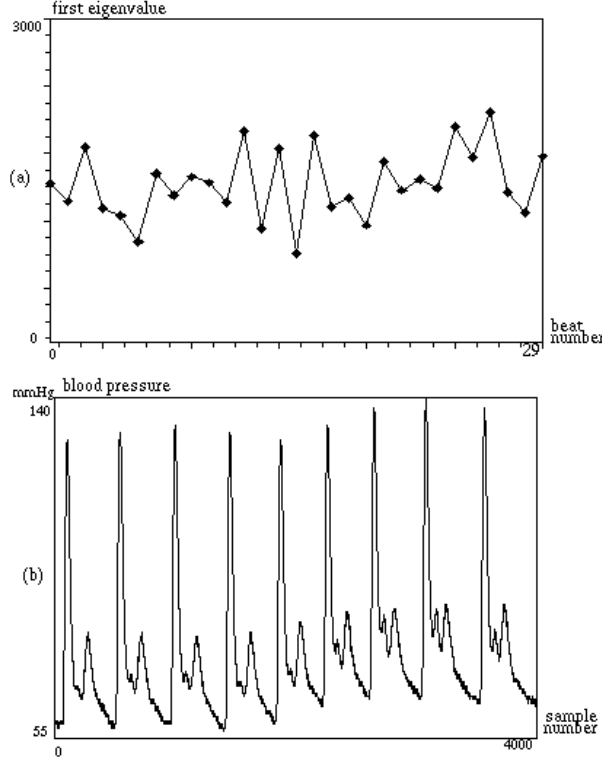 first eigenvalue
3000
(a)
0
0
29
beat
number
blood pressure
mmHg
140
(b)
55
0
4000
sample
number